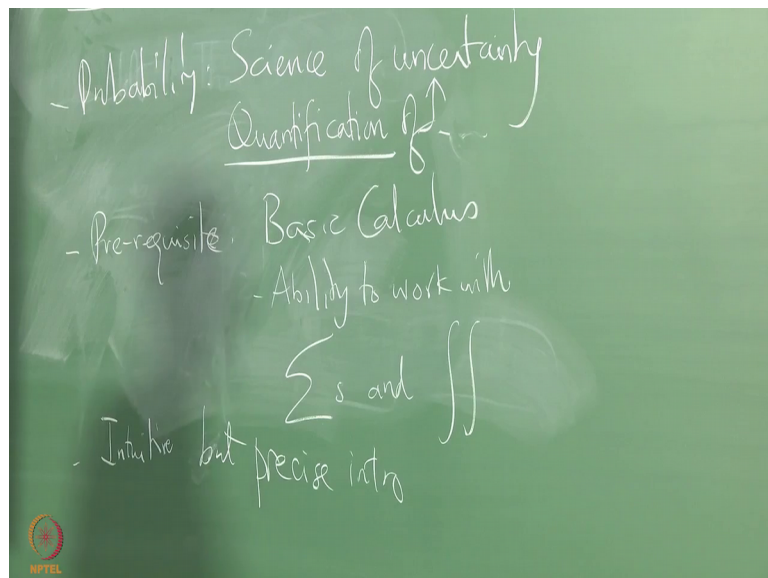 - Probability: Science of uncertainty
Quantification of ---
- Pre-requisite. Basic Calculus
- Ability to work with
∑s and ∬
- Intuitive but precise intro
NPTEL